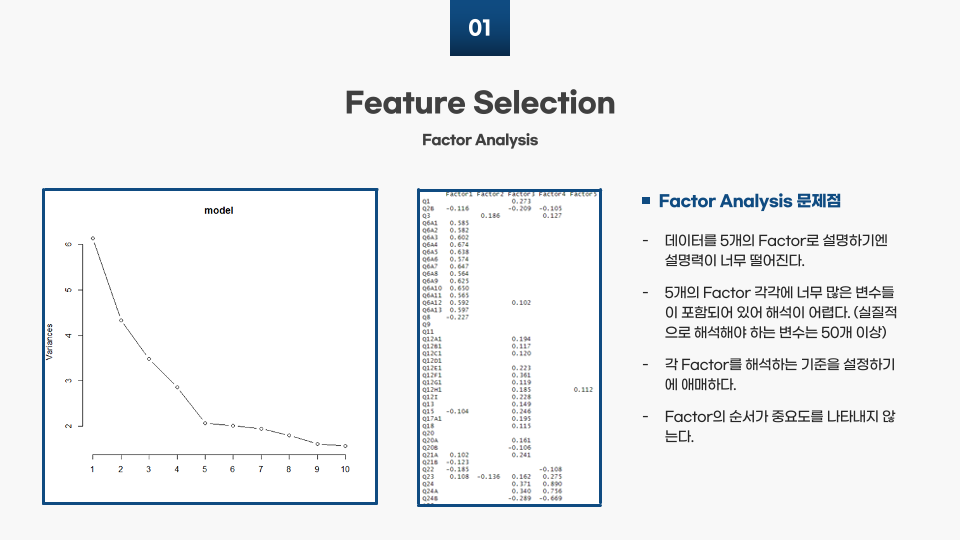 01
Feature Selection
Factor Analysis
model
Variances
6
5
4
3
2
1 2 3 4 5 6 7 8 9 10
Factor1 Factor2 Factor3 Factor4 Factor5
Q1 0.273
Q2B -0.116 -0.209 -0.105
Q3 0.186 0.127
Q6A1 0.585
Q6A2 0.582
Q6A3 0.602
Q6A4 0.674
Q6A5 0.638
Q6A6 0.574
Q6A7 0.647
Q6A8 0.564
Q6A9 0.625
Q6A10 0.650
Q6A11 0.565
Q6A12 0.592 0.102
Q6A13 0.597
Q8 -0.227
Q9
Q11
Q12A1 0.194
Q12B1 0.117
Q12C1 0.120
Q12D1
Q12E1 0.223
Q12F1 0.361
Q12G1 0.119
Q12H1 0.185 0.112
Q12I 0.228
Q13 0.149
Q15 -0.104 0.246
Q17A1 0.195
Q18 0.115
Q20
Q20A 0.161
Q20B -0.106
Q21A 0.102 0.241
Q21B -0.123
Q22 -0.185 -0.108
Q23 0.108 -0.136 0.162 0.275
Q24 0.371 0.890
Q24A 0.340 0.756
Q24B -0.289 -0.669
Factor Analysis 문제점
- 데이터를 5개의 Factor로 설명하기엔
설명력이 너무 떨어진다.
- 5개의 Factor 각각에 너무 많은 변수들
이 포함되어 있어 해석이 어렵다. (실질적
으로 해석해야 하는 변수는 50개 이상)
- 각 Factor를 해석하는 기준을 설정하기
에 애매하다.
- Factor의 순서가 중요도를 나타내지 않
는다.